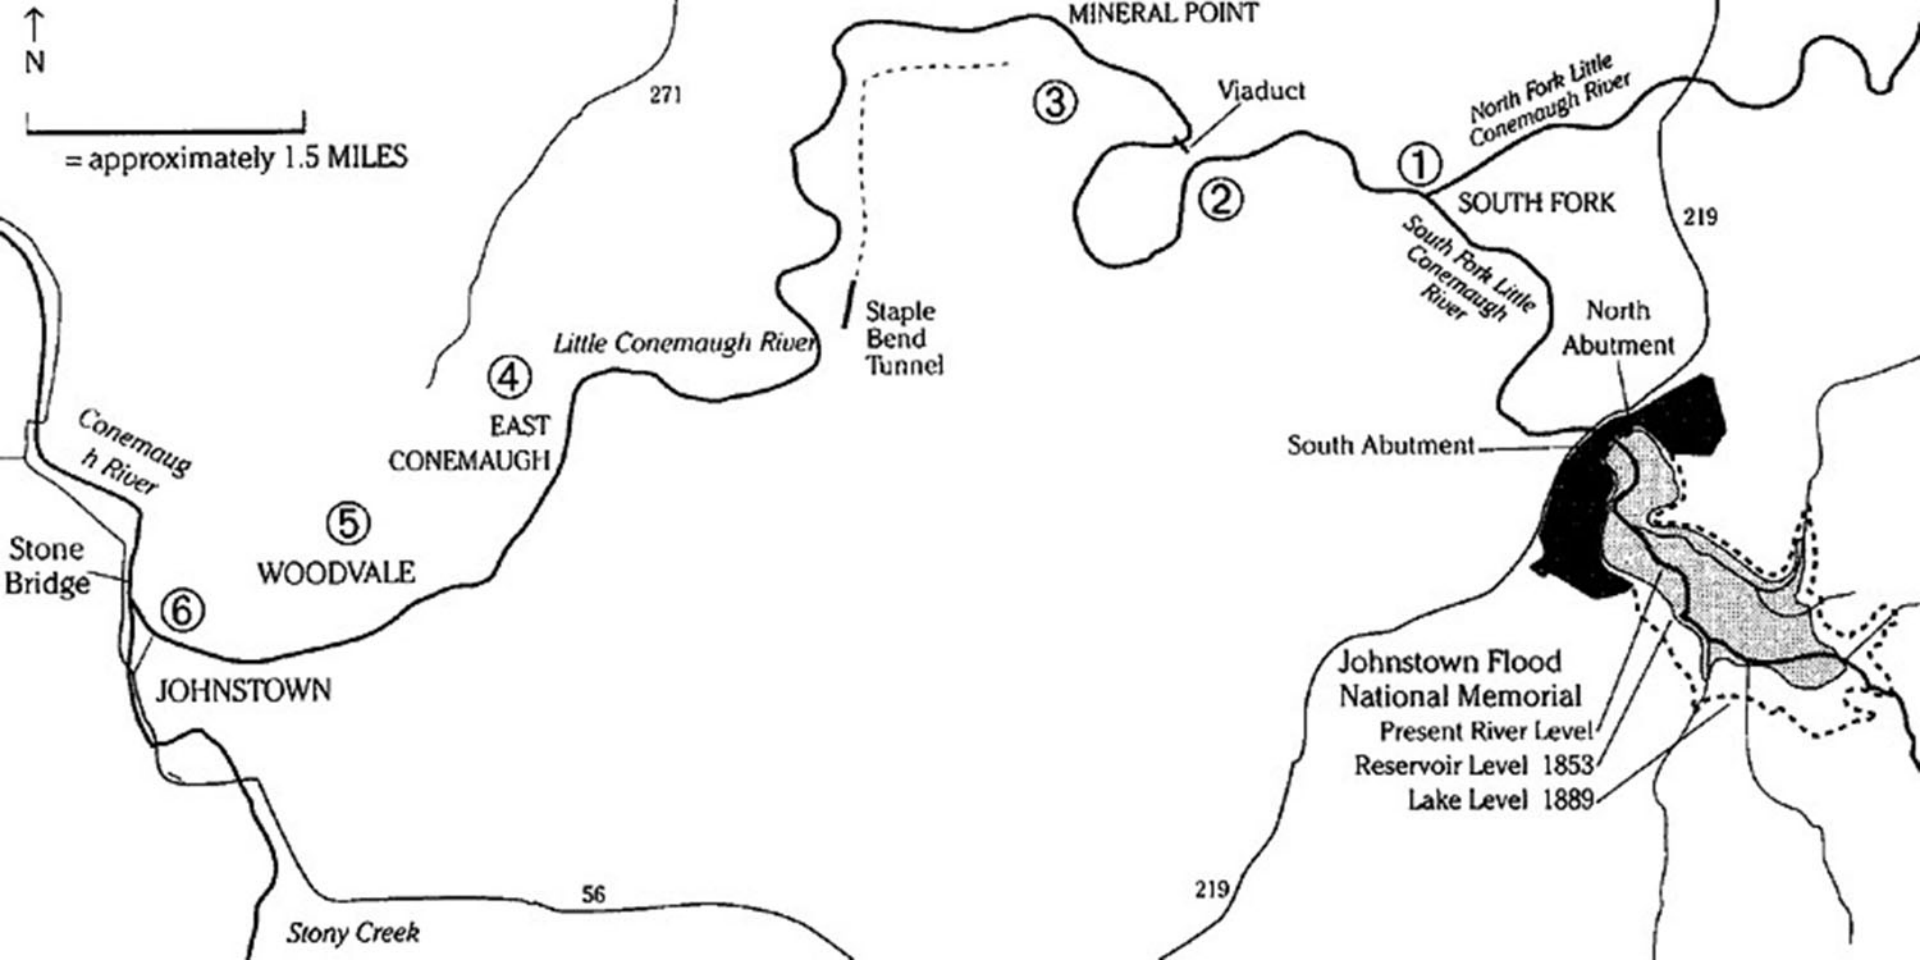 N
= approximately 1.5 MILES
271
MINERAL POINT
Viaduct
North Fork Little
Conemaugh River
①
②
③
SOUTH FORK
219
South Fork Little
Conemaugh
River
North
Abutment
South Abutment
Staple
Bend
Tunnel
Little Conemaugh River
④
EAST
CONEMAUGH
Conemaug
h River
⑤
WOODVALE
Stone
Bridge
⑥
JOHNSTOWN
Johnstown Flood
National Memorial
Present River Level
Reservoir Level 1853
Lake Level 1889
219
56
Stony Creek